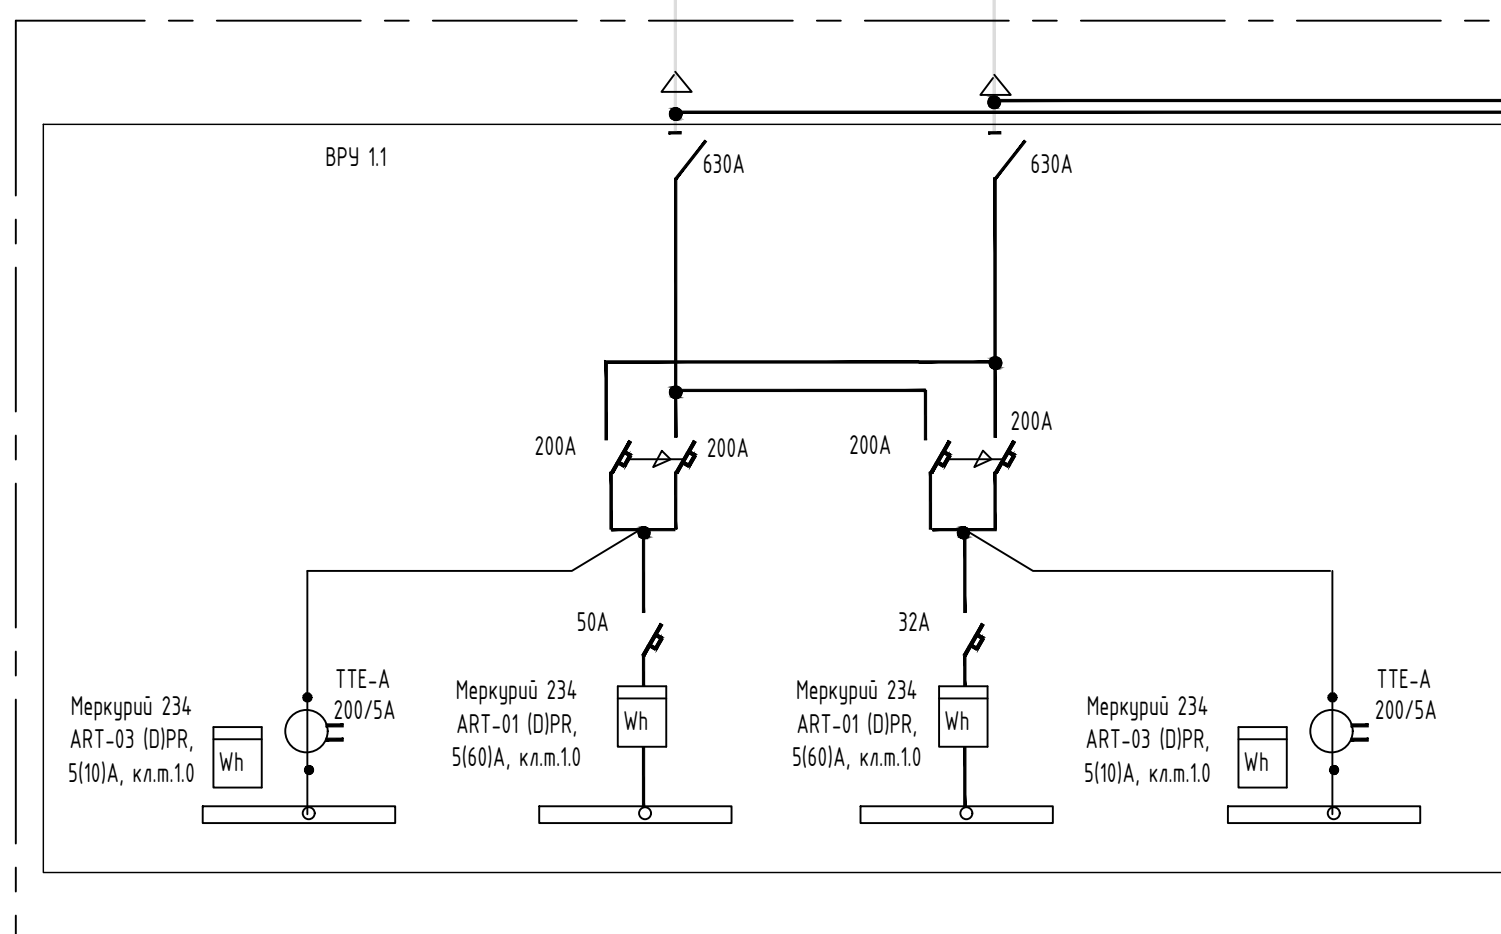 ВРУ 1.1
630А
630А
200А
200А
200А
200А
50А
32А
Меркурий 234
ART-03 (D)PR,
5(10)А, кл.т.1.0
Wh
ТТЕ-А
200/5А
Меркурий 234
ART-01 (D)PR,
5(60)А, кл.т.1.0
Wh
Меркурий 234
ART-01 (D)PR,
5(60)А, кл.т.1.0
Wh
Меркурий 234
ART-03 (D)PR,
5(10)А, кл.т.1.0
Wh
ТТЕ-А
200/5А